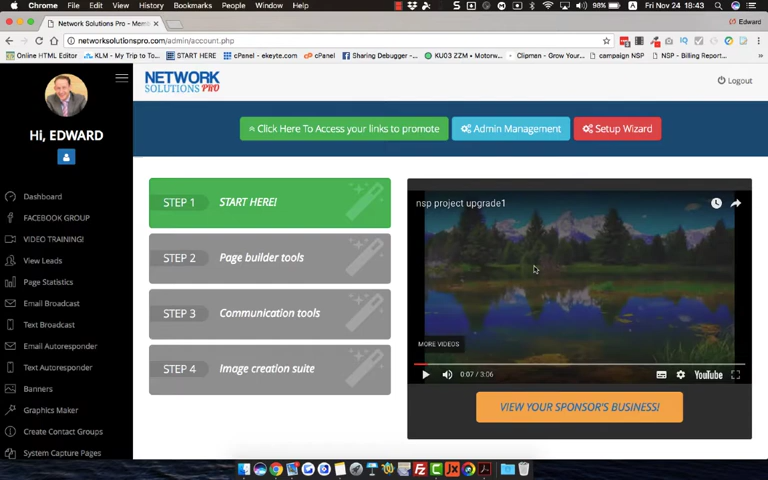 Chrome File Edit View History Bookmarks People Window Help
98% Fri Nov 24 18:43
Network Solutions Pro - Mem
Edward
networksolutionspro.com/admin/account.php
Online HTML Editor KLM - My Trip to To... START HERE cPanel - ekeyte.com cPanel Sharing Debugger -... KU03 ZZM • Motorw... Clipman - Grow Your... campaign NSP NSP - Billing Report...
NETWORK
SOLUTIONS PRO
Logout
Hi, EDWARD
Click Here To Access your links to promote
Admin Management
Setup Wizard
Dashboard
FACEBOOK GROUP
VIDEO TRAINING!
View Leads
Page Statistics
Email Broadcast
Text Broadcast
Email Autoresponder
Text Autoresponder
Banners
Graphics Maker
Create Contact Groups
System Capture Pages
STEP 1 START HERE!
STEP 2 Page builder tools
STEP 3 Communication tools
STEP 4 Image creation suite
nsp project upgrade1
MORE VIDEOS
0:07 / 3:06
YouTube
VIEW YOUR SPONSOR'S BUSINESS!